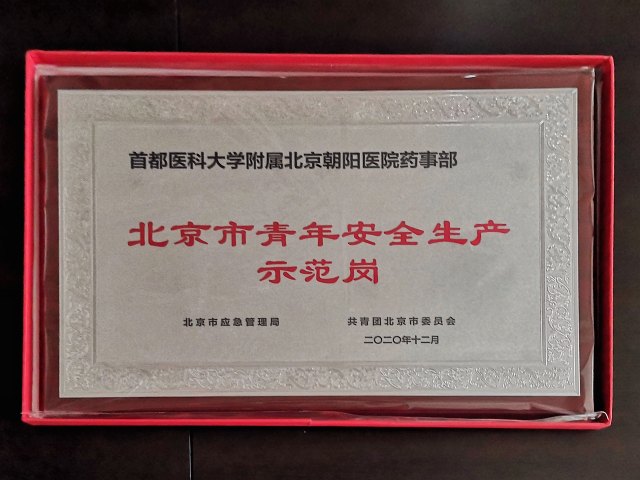 首都医科大学附属北京朝阳医院药事部
北京市青年安全生产
示范岗
北京市应急管理局
共青团北京市委员会
二〇二〇年十二月